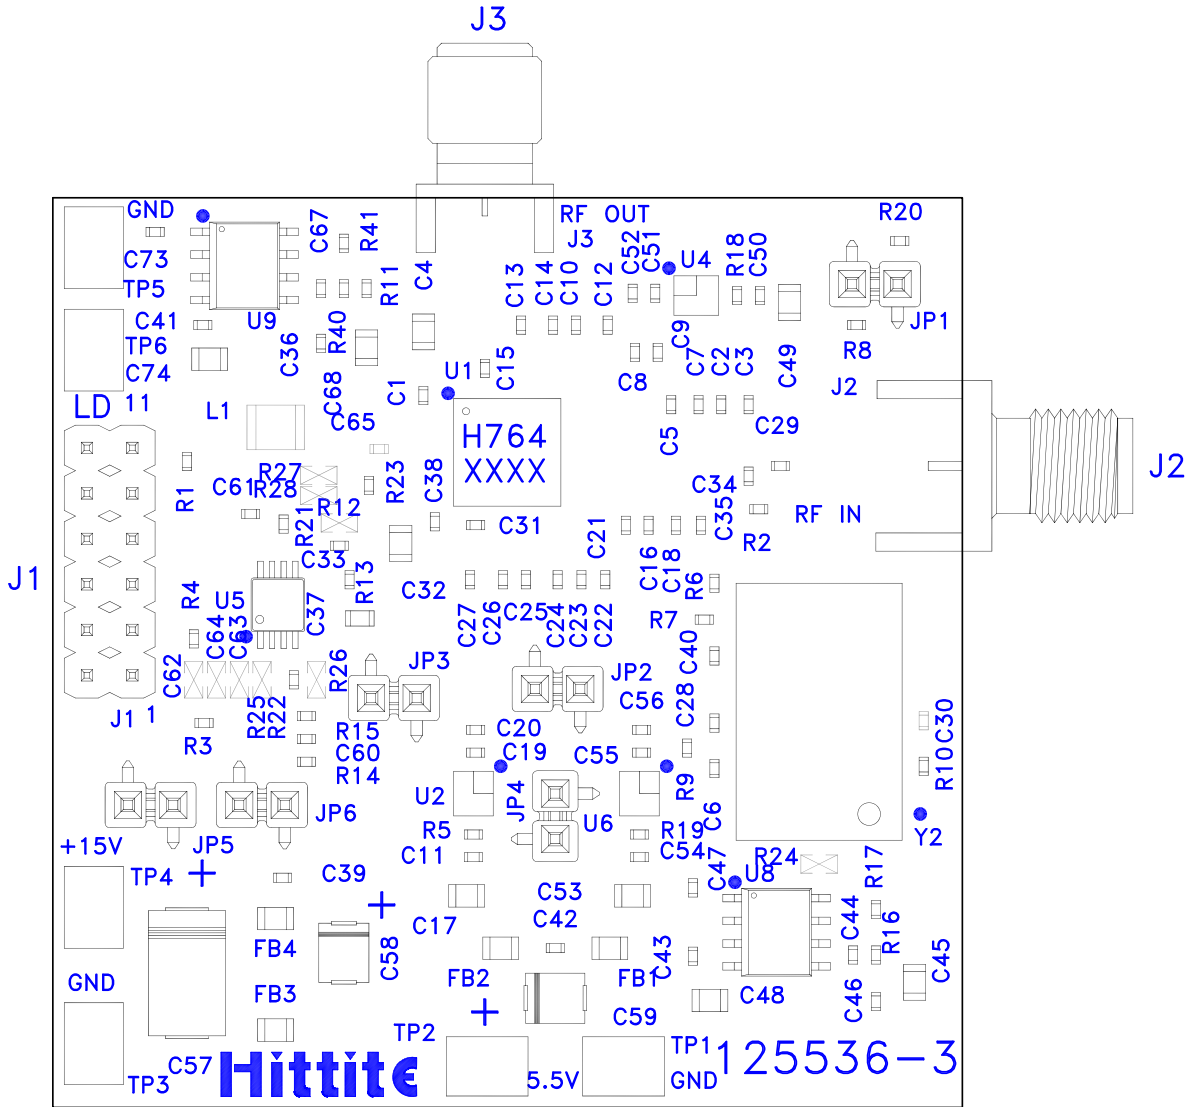 J3
GND
C67
R41
RF OUT
J3
R20
C73
TP5
R11
C4
C13
C14
C10
C12
C52
C51
U4
R18
C50
C41
U9
TP6
C74
C36
R40
C68
C65
U1
C15
C1
C9
C8
C7
C2
C3
C49
R8
JP1
J2
LD 11
L1
H764
XXXX
C5
C29
J2
R27
R28
C61
R1
R12
R23
C38
R21
C31
C21
C34
C35
RF IN
R2
J1
C33
R13
C32
C16
C18
R6
R4
U5
C37
C27
C26
C25
C24
C23
C22
R7
C64
C63
C62
R26
JP3
JP2
C40
J1 1
R25
R22
R15
C20
C56
C28
C30
R3
C60
C19
C55
R14
R10
JP5
JP6
U2
JP4
U6
R9
C6
Y2
+15V
R5
R19
C11
C54
C47
R24
R17
TP4
+
C39
+
U8
C53
C17
C42
C44
R16
FB4
C58
C43
C45
GND
FB3
FB2
FB1
C48
C46
+
C59
TP2
TP1
125536-3
C57
Hittite
5.5V
GND
TP3